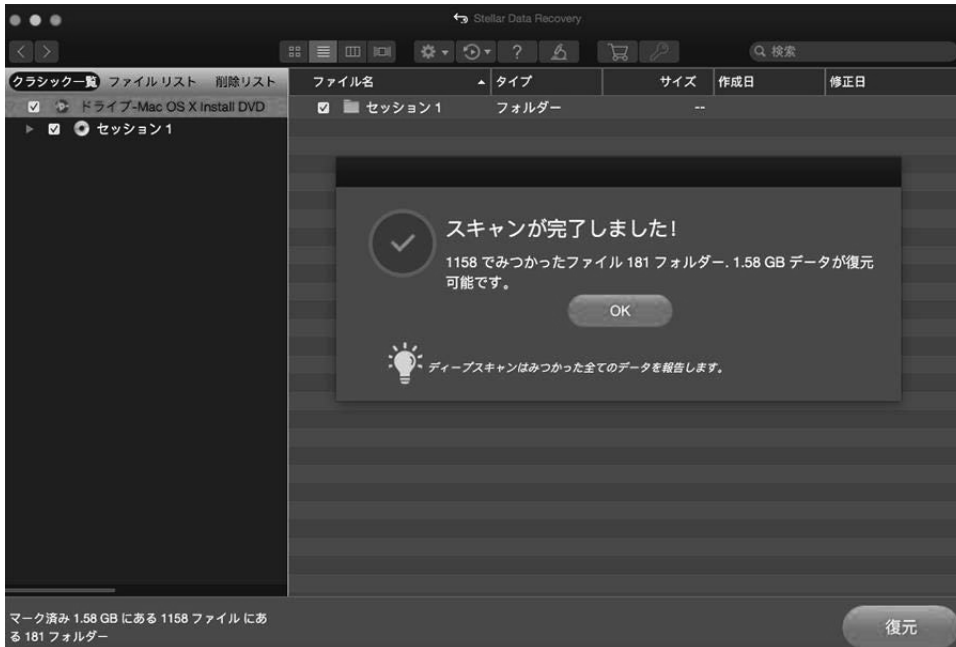 Stellar Data Recovery
検索
クラシック一覧 ファイルリスト 削除リスト
ファイル名 タイプ サイズ 作成日 修正日
ドライブ-Mac OS X Install DVD
セッション 1 フォルダー --
セッション 1
スキャンが完了しました!
1158 でみつかったファイル 181 フォルダー. 1.58 GB データが復元
可能です。
OK
ディープスキャンはみつかった全てのデータを報告します。
マーク済み 1.58 GB にある 1158 ファイル にあ
る 181 フォルダー
復元